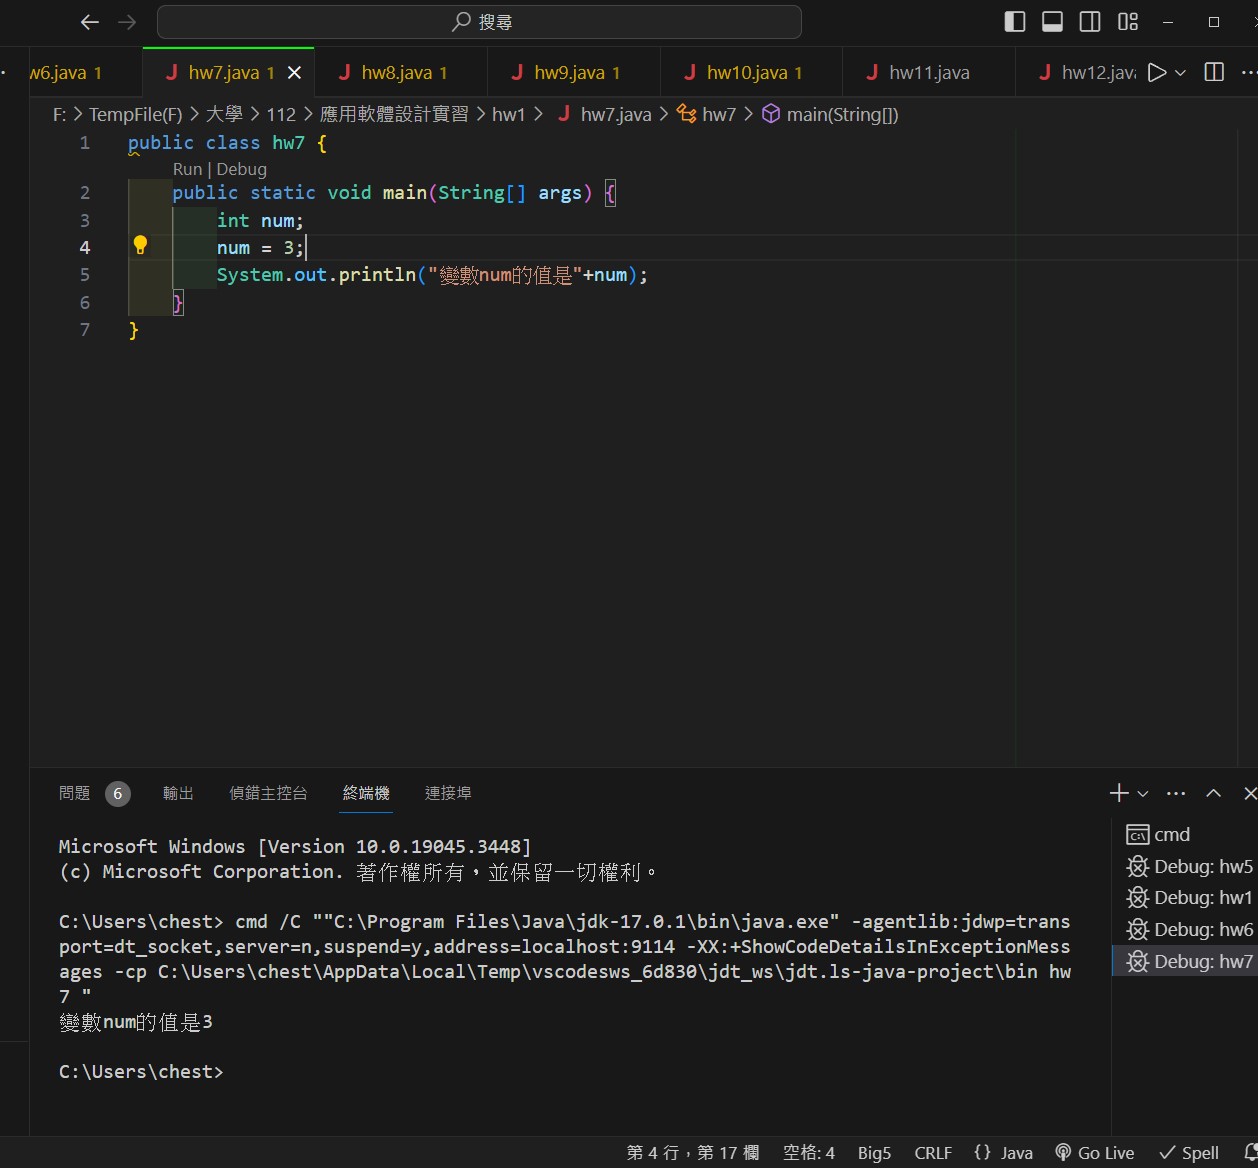 搜尋
w6.java 1
hw7.java 1
hw8.java 1
hw9.java 1
hw10.java 1
hw11.java
hw12.java
F: > TempFile(F) > 大學 > 112 > 應用軟體設計實習 > hw1 > hw7.java > hw7 > main(String[])
1 public class hw7 {
Run | Debug
2 public static void main(String[] args) {
3 int num;
4 num = 3;
5 System.out.println("變數num的值是"+num);
6 }
7 }
問題 6 輸出 偵錯主控台 終端機 連接埠
Microsoft Windows [Version 10.0.19045.3448]
(c) Microsoft Corporation. 著作權所有，並保留一切權利。
C:\Users\chest> cmd /C ""C:\Program Files\Java\jdk-17.0.1\bin\java.exe" -agentlib:jdwp=trans
port=dt_socket,server=n,suspend=y,address=localhost:9114 -XX:+ShowCodeDetailsInExceptionMess
ages -cp C:\Users\chest\AppData\Local\Temp\vscodesws_6d830\jdt_ws\jdt.ls-java-project\bin hw
7 "
變數num的值是3
C:\Users\chest>
cmd
Debug: hw5
Debug: hw1
Debug: hw6
Debug: hw7
第 4 行，第 17 欄 空格: 4 Big5 CRLF {} Java Go Live Spell